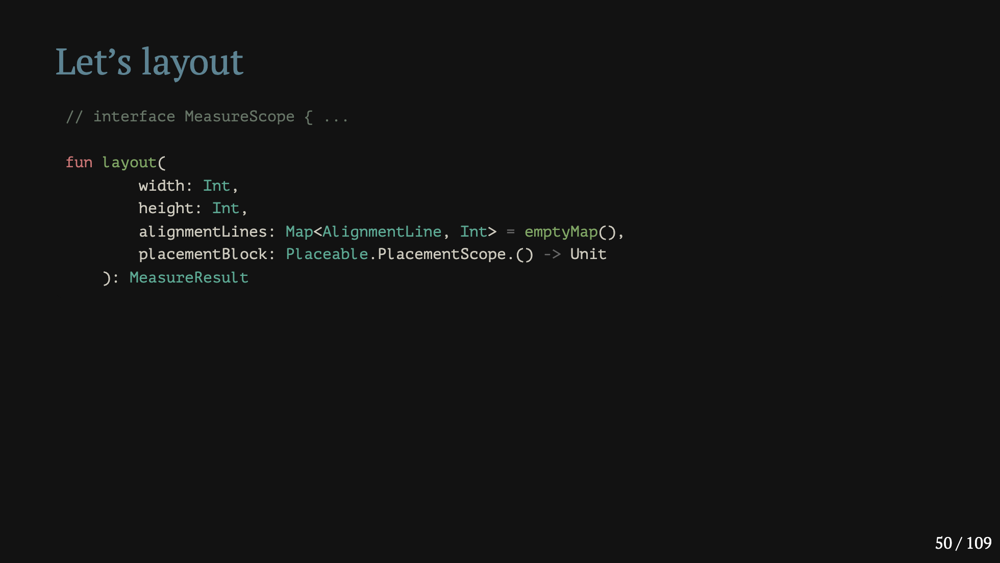 Let’s layout
// interface MeasureScope { ...
fun layout(
width: Int,
height: Int,
alignmentLines: Map<AlignmentLine, Int> = emptyMap(),
placementBlock: Placeable.PlacementScope.() -> Unit
): MeasureResult
50 / 109